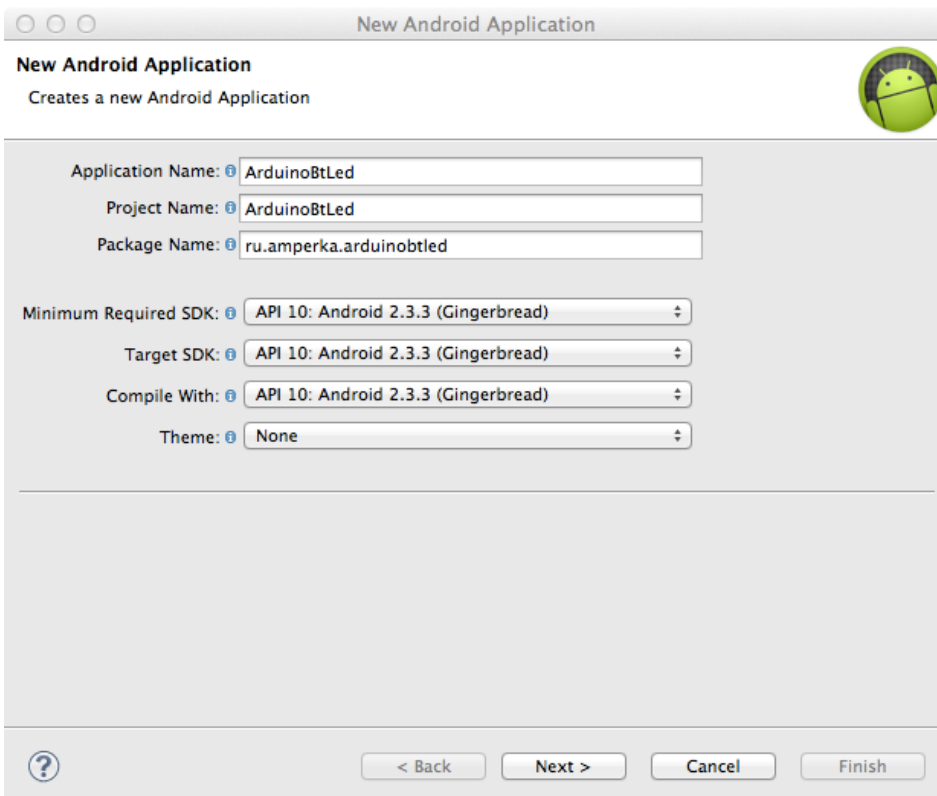 New Android Application
New Android Application
Creates a new Android Application
Application Name: ArduinoBtLed
Project Name: ArduinoBtLed
Package Name: ru.amperka.arduinobtled
Minimum Required SDK: API 10: Android 2.3.3 (Gingerbread)
Target SDK: API 10: Android 2.3.3 (Gingerbread)
Compile With: API 10: Android 2.3.3 (Gingerbread)
Theme: None
? < Back Next > Cancel Finish